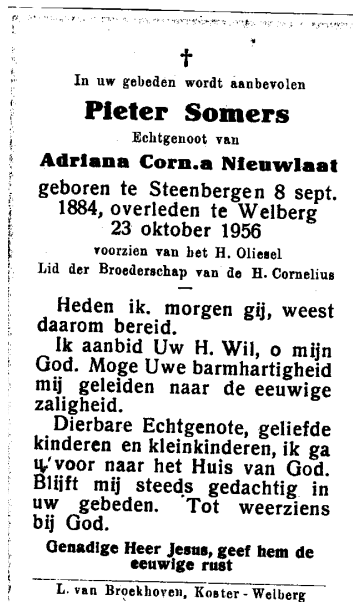 ✝
In uw gebeden wordt aanbevolen
Pieter Somers
Echtgenoot van
Adriana Corn.a Nieuwlaat
geboren te Steenbergen 8 sept.
1884, overleden te Welberg
23 oktober 1956
voorzien van het H. Oliesel
Lid der Broederschap van de H. Cornelius
—
Heden ik. morgen gij, weest
daarom bereid.
Ik aanbid Uw H. Wil, o mijn
God. Moge Uwe barmhartigheid
mij geleiden naar de eeuwige
zaligheid.
Dierbare Echtgenote, geliefde
kinderen en kleinkinderen, ik ga
u voor naar het Huis van God.
Blijft mij steeds gedachtig in
uw gebeden. Tot weerziens
bij God.
Genadige Heer Jesus, geef hem de
eeuwige rust
L. van Broekhoven, Koster - Welberg